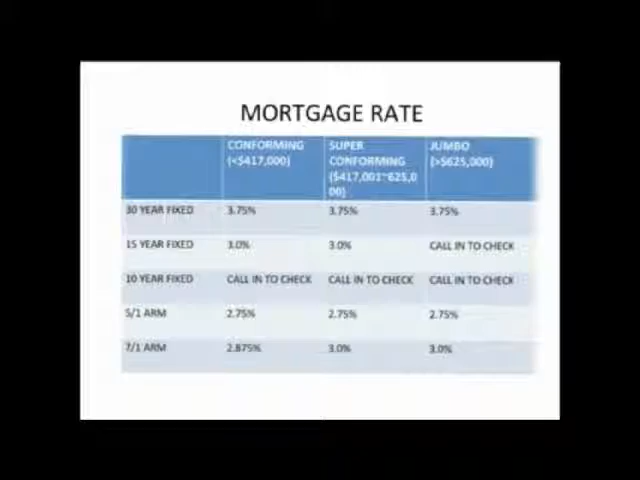 MORTGAGE RATE
CONFORMING SUPER JUMBO
(<$417,000) CONFORMING (>$625,000)
($417,001~625,0
00)
30 YEAR FIXED 3.75% 3.75% 3.75%
15 YEAR FIXED 3.0% 3.0% CALL IN TO CHECK
10 YEAR FIXED CALL IN TO CHECK CALL IN TO CHECK CALL IN TO CHECK
5/1 ARM 2.75% 2.75% 2.75%
7/1 ARM 2.875% 3.0% 3.0%